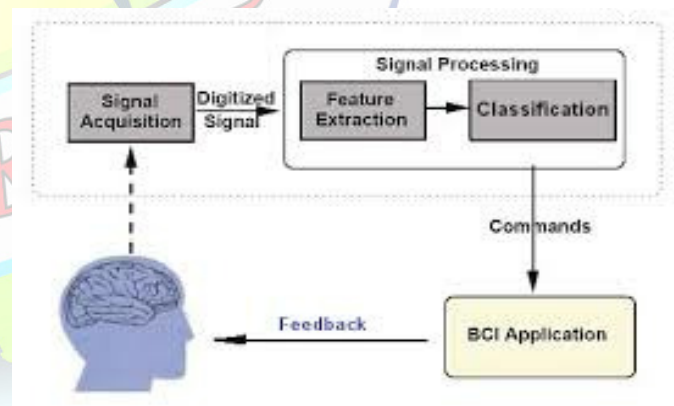 Signal Processing
Signal
Acquisition
Digitized
Signal
Feature
Extraction
Classification
Commands
Feedback
BCI Application